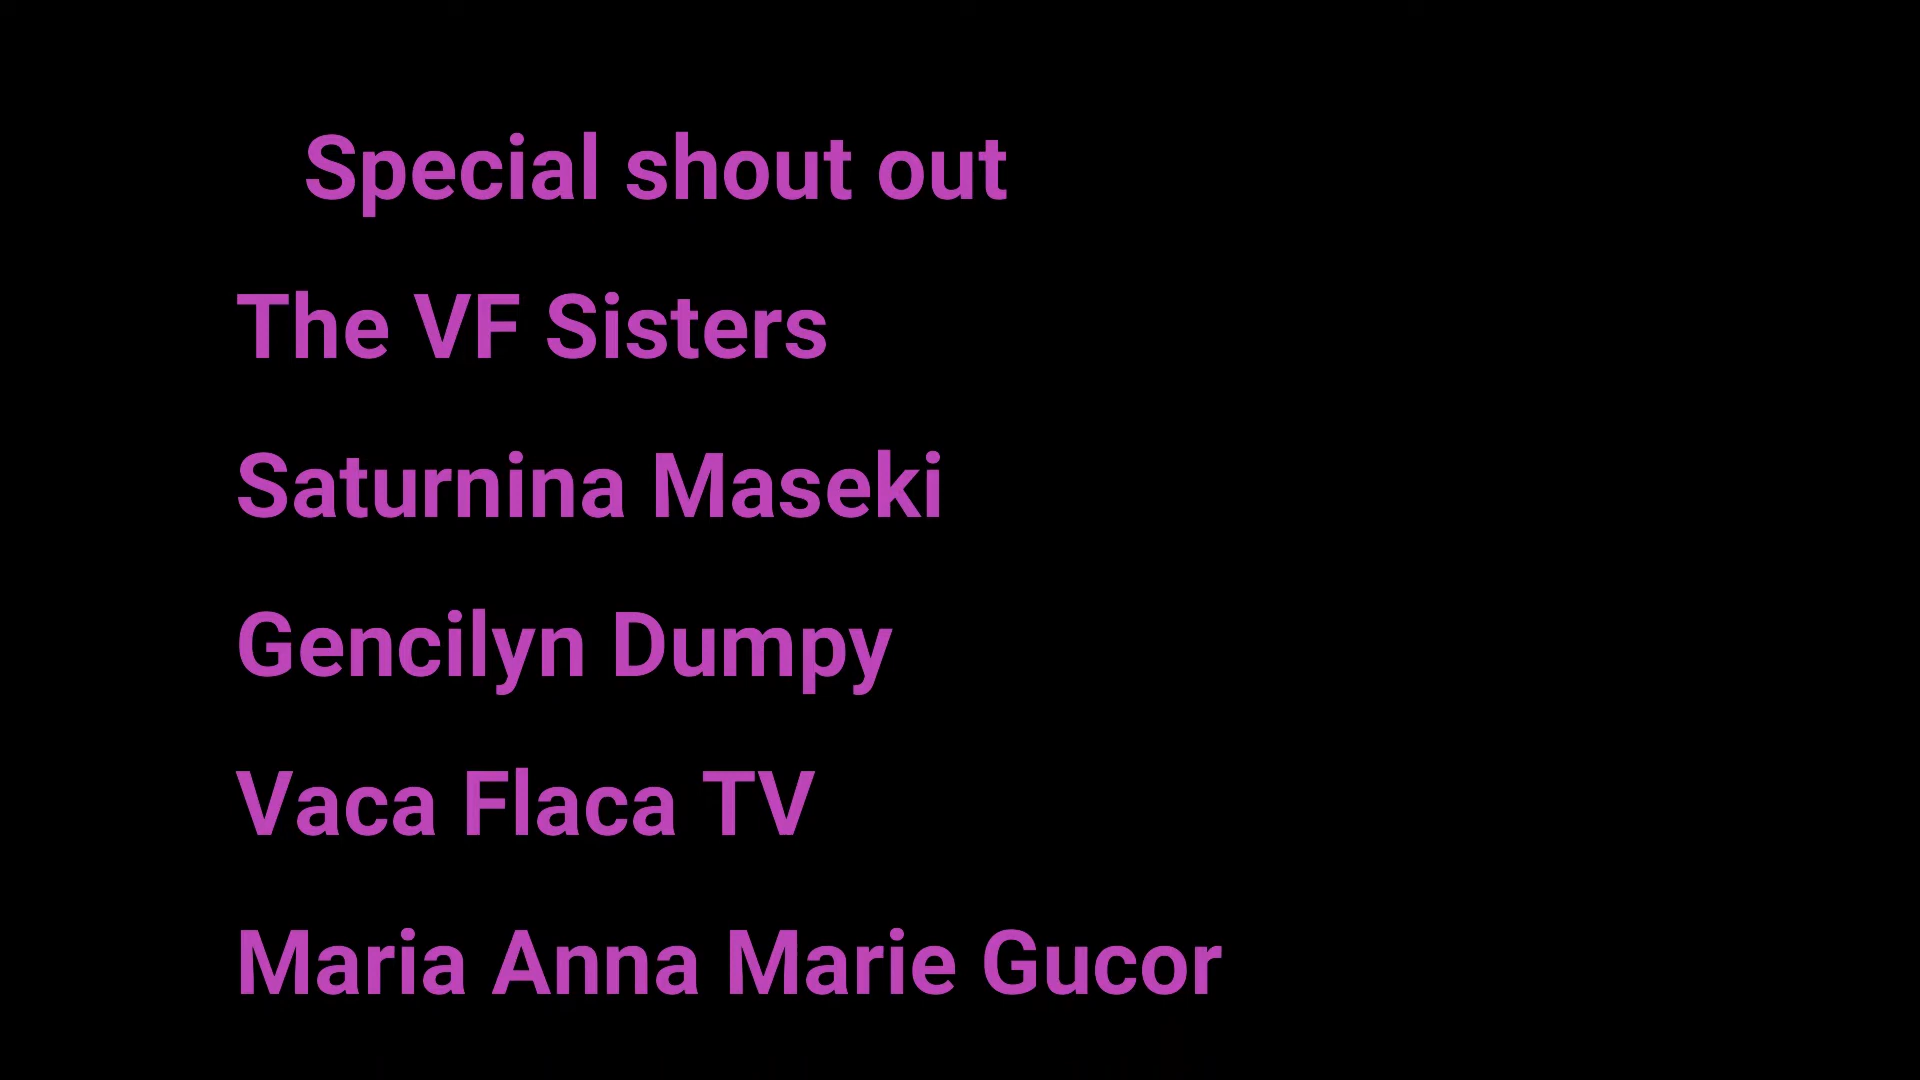 Special shout out
The VF Sisters
Saturnina Maseki
Gencilyn Dumpy
Vaca Flaca TV
Maria Anna Marie Gucor